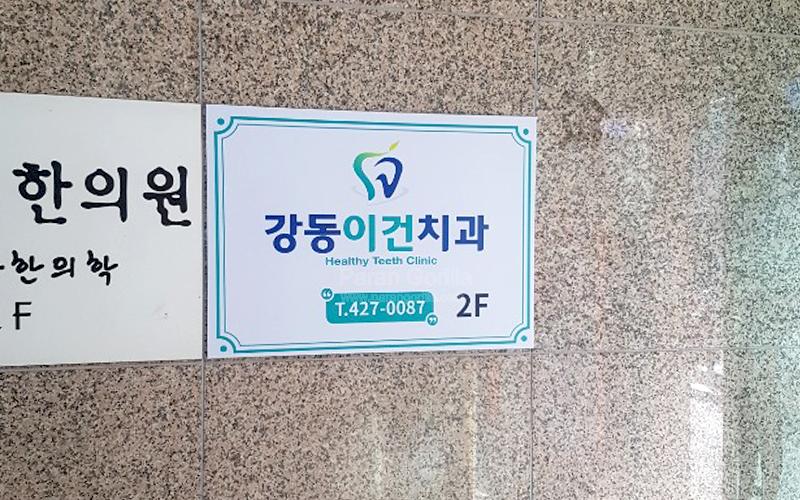 한의원
한의학
F
강동이건치과
Healthy Teeth Clinic
T.427-0087
2F